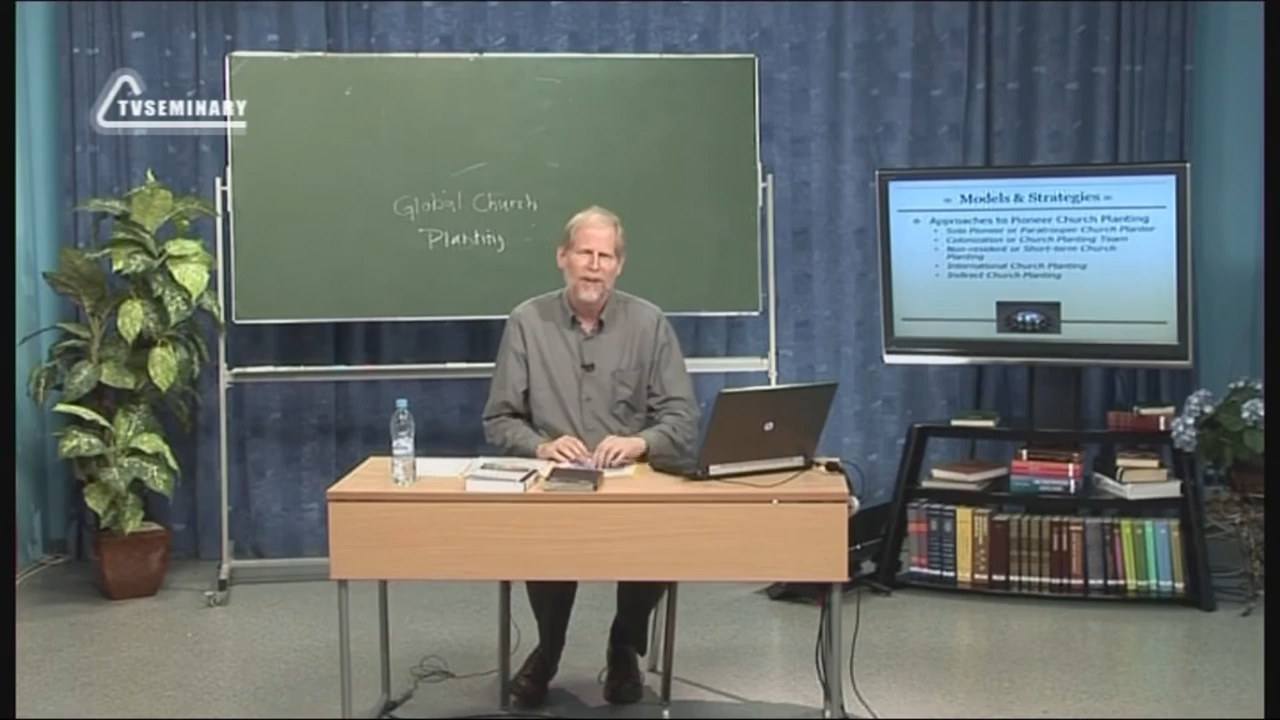 TVSEMINARY
Global Church
Planting
Models & Strategies
Approaches to Pioneer Church Planting
Solo Pioneer or Paratrooper Church Planter
Colonization or Church Planting Team
Non-resident or Short-term Church
Planting
International Church Planting
Indirect Church Planting
hp